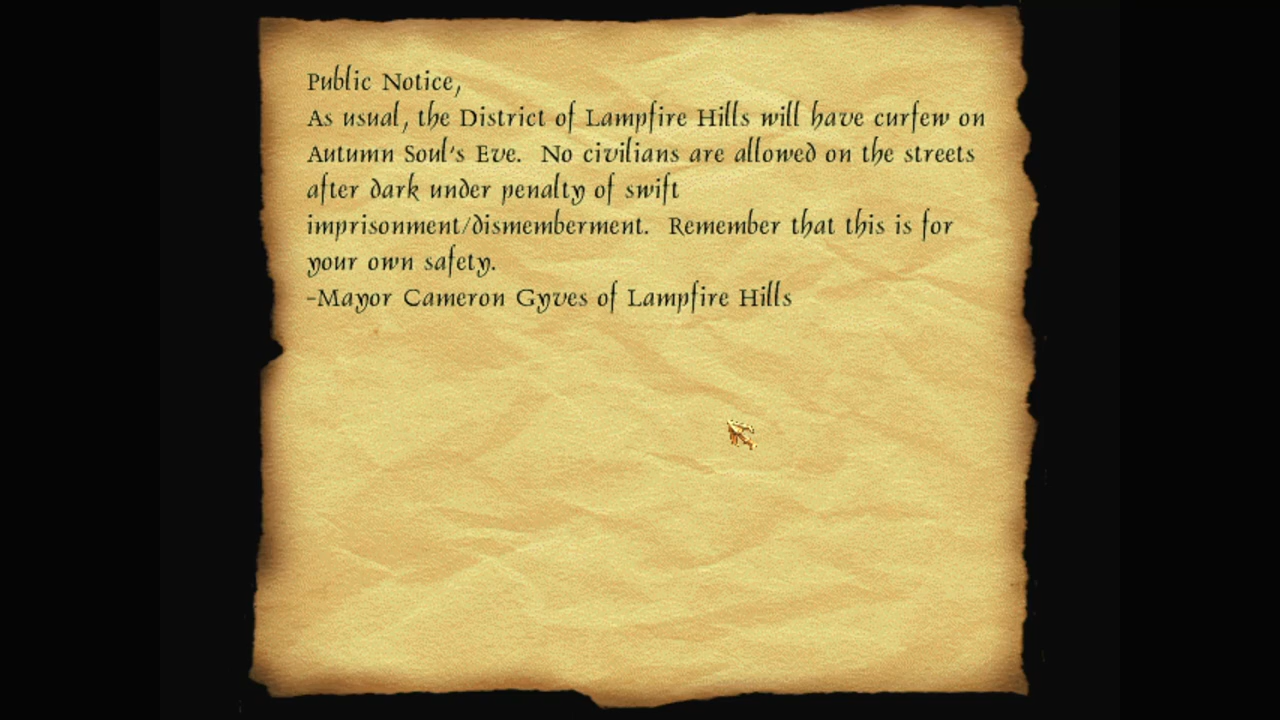 Public Notice,
As usual, the District of Lampfire Hills will have curfew on
Autumn Soul's Eve.  No civilians are allowed on the streets
after dark under penalty of swift
imprisonment/dismemberment.  Remember that this is for
your own safety.
-Mayor Cameron Gyves of Lampfire Hills